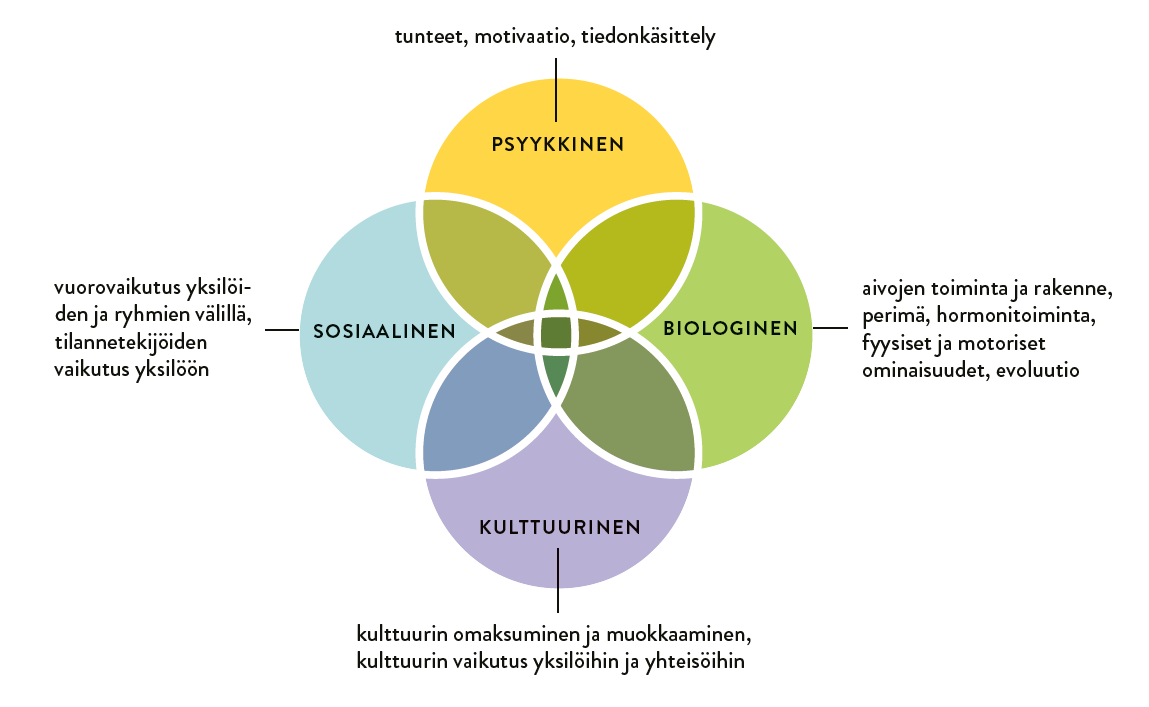 tunteet, motivaatio, tiedonkäsittely
PSYYKKINEN
vuorovaikutus yksilöi-
den ja ryhmien välillä,
tilannetekijöiden
vaikutus yksilöön
SOSIAALINEN
BIOLOGINEN
aivojen toiminta ja rakenne,
perimä, hormonitoiminta,
fyysiset ja motoriset
ominaisuudet, evoluutio
KULTTUURINEN
kulttuurin omaksuminen ja muokkaaminen,
kulttuurin vaikutus yksilöihin ja yhteisöihin